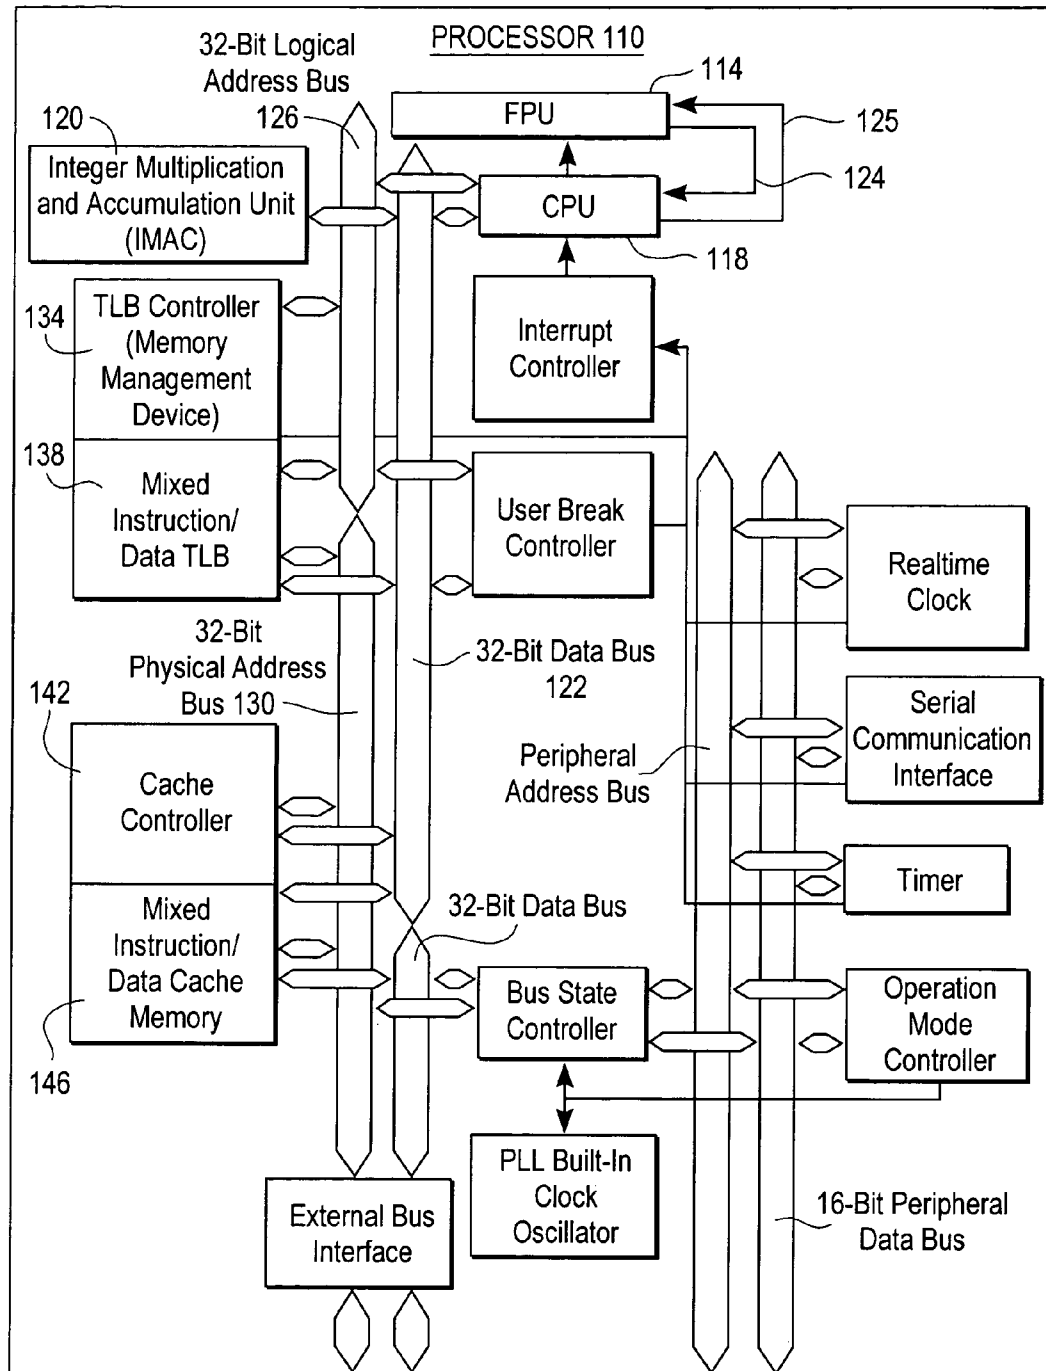 PROCESSOR 110
32-Bit Logical
Address Bus
126
114
FPU
125
124
120
Integer Multiplication
and Accumulation Unit
(IMAC)
CPU
118
134
TLB Controller
(Memory
Management
Device)
Interrupt
Controller
138
Mixed
Instruction/
Data TLB
User Break
Controller
Realtime
Clock
32-Bit
Physical Address
Bus 130
32-Bit Data Bus
122
142
Cache
Controller
Peripheral
Address Bus
Serial
Communication
Interface
Timer
Mixed
Instruction/
Data Cache
Memory
146
32-Bit Data Bus
Bus State
Controller
Operation
Mode
Controller
PLL Built-In
Clock
Oscillator
External Bus
Interface
16-Bit Peripheral
Data Bus